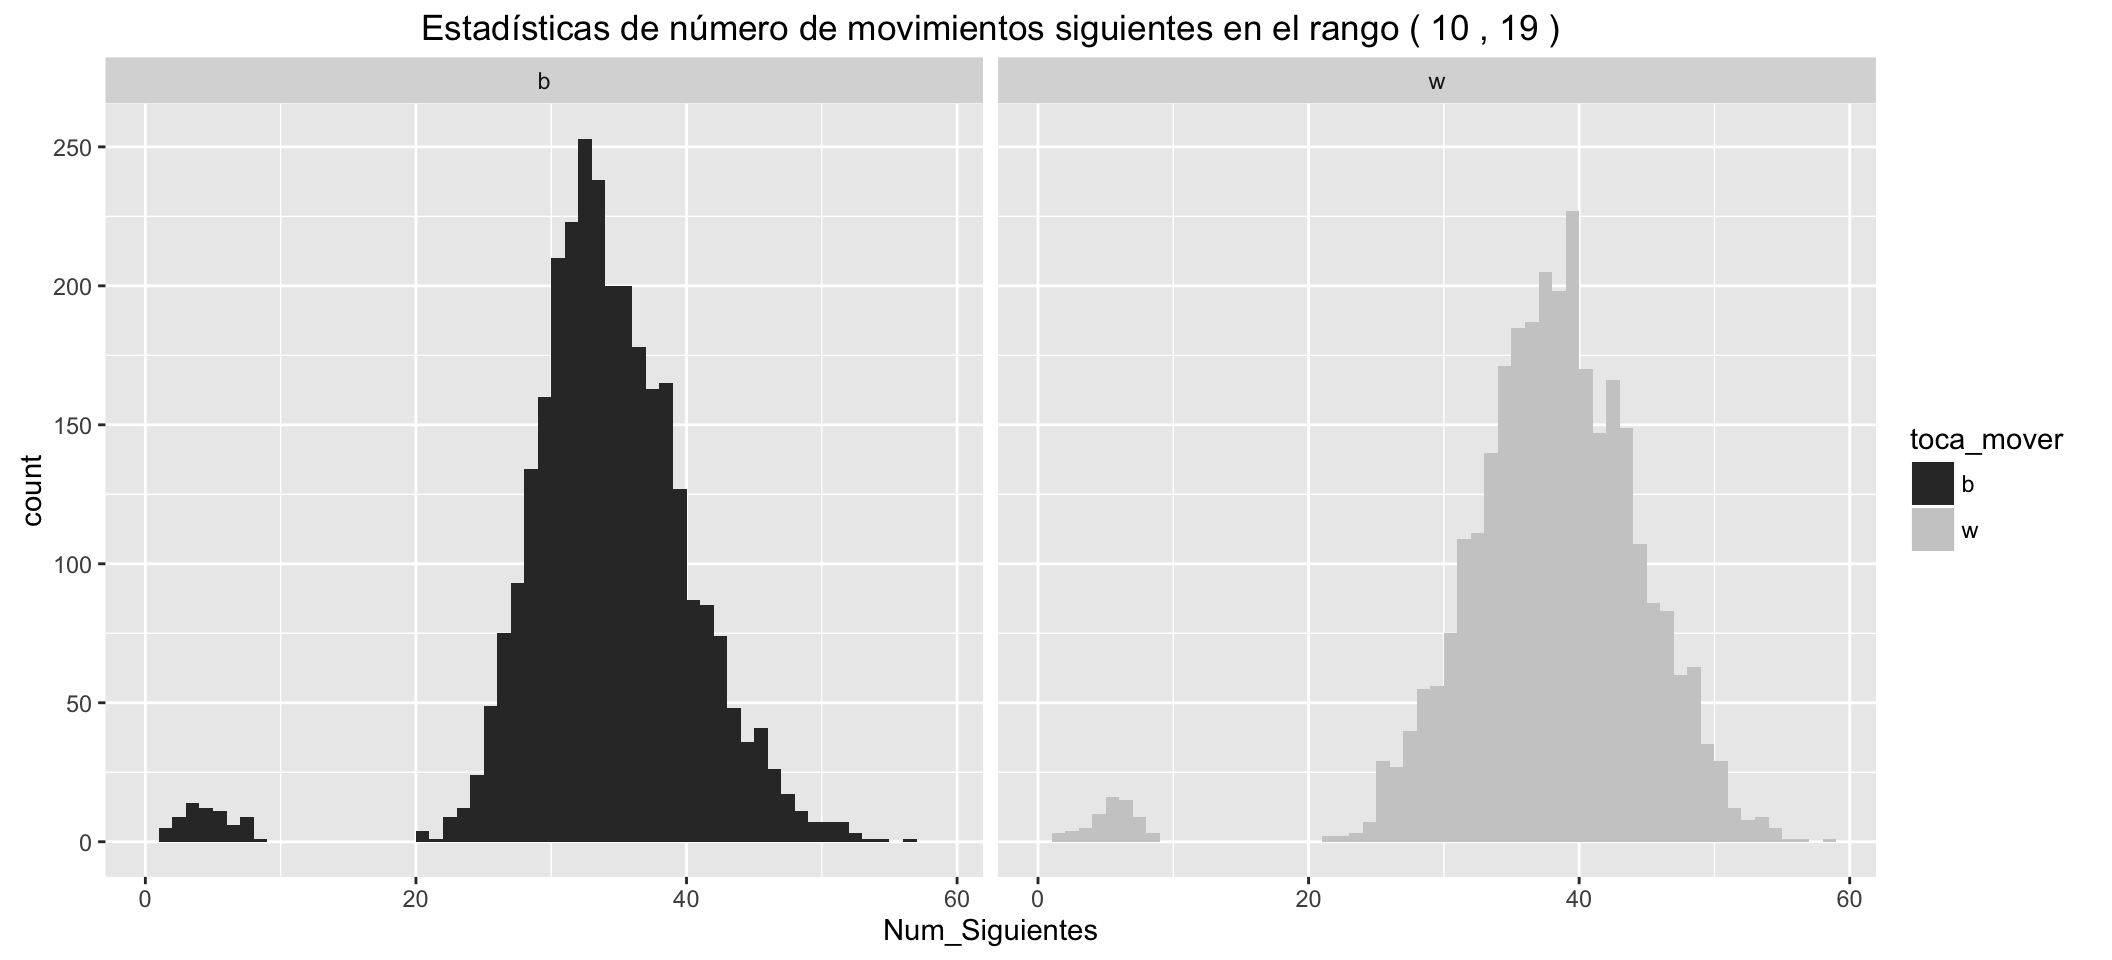 Estadísticas de número de movimientos siguientes en el rango ( 10 , 19 )
b
w
250
200
150
100
50
0
count
0 20 40 60
0 20 40 60
Num_Siguientes
toca_mover
b
w